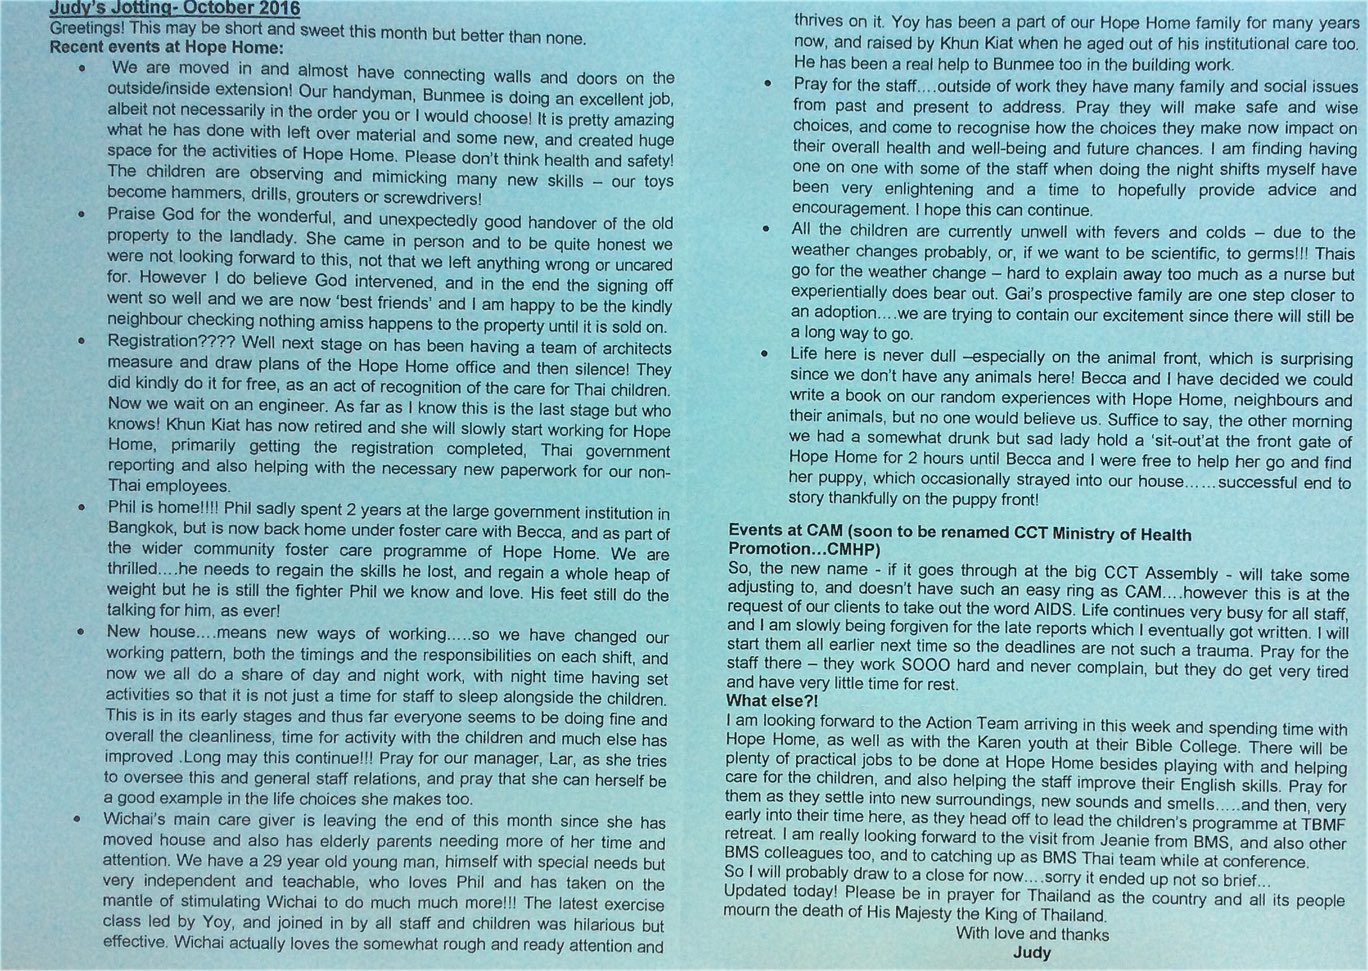 Judy's Jotting- October 2016
Greetings! This may be short and sweet this month but better than none.
Recent events at Hope Home:
• We are moved in and almost have connecting walls and doors on the
outside/inside extension! Our handyman, Bunmee is doing an excellent job,
albeit not necessarily in the order you or I would choose! It is pretty amazing
what he has done with left over material and some new, and created huge
space for the activities of Hope Home. Please don't think health and safety!
The children are observing and mimicking many new skills – our toys
become hammers, drills, grouters or screwdrivers!
• Praise God for the wonderful, and unexpectedly good handover of the old
property to the landlady. She came in person and to be quite honest we
were not looking forward to this, not that we left anything wrong or uncared
for. However I do believe God intervened, and in the end the signing off
went so well and we are now 'best friends' and I am happy to be the kindly
neighbour checking nothing amiss happens to the property until it is sold on.
• Registration???? Well next stage on has been having a team of architects
measure and draw plans of the Hope Home office and then silence! They
did kindly do it for free, as an act of recognition of the care for Thai children.
Now we wait on an engineer. As far as I know this is the last stage but who
knows! Khun Kiat has now retired and she will slowly start working for Hope
Home, primarily getting the registration completed, Thai government
reporting and also helping with the necessary new paperwork for our non-
Thai employees.
• Phil is home!!!! Phil sadly spent 2 years at the large government institution in
Bangkok, but is now back home under foster care with Becca, and as part of
the wider community foster care programme of Hope Home. We are
thrilled....he needs to regain the skills he lost, and regain a whole heap of
weight but he is still the fighter Phil we know and love. His feet still do the
talking for him, as ever!
• New house....means new ways of working.....so we have changed our
working pattern, both the timings and the responsibilities on each shift, and
now we all do a share of day and night work, with night time having set
activities so that it is not just a time for staff to sleep alongside the children.
This is in its early stages and thus far everyone seems to be doing fine and
overall the cleanliness, time for activity with the children and much else has
improved .Long may this continue!!! Pray for our manager, Lar, as she tries
to oversee this and general staff relations, and pray that she can herself be
a good example in the life choices she makes too.
• Wichai's main care giver is leaving the end of this month since she has
moved house and also has elderly parents needing more of her time and
attention. We have a 29 year old young man, himself with special needs but
very independent and teachable, who loves Phil and has taken on the
mantle of stimulating Wichai to do much much more!!! The latest exercise
class led by Yoy, and joined in by all staff and children was hilarious but
effective. Wichai actually loves the somewhat rough and ready attention and
thrives on it. Yoy has been a part of our Hope Home family for many years
now, and raised by Khun Kiat when he aged out of his institutional care too.
He has been a real help to Bunmee too in the building work.
• Pray for the staff....outside of work they have many family and social issues
from past and present to address. Pray they will make safe and wise
choices, and come to recognise how the choices they make now impact on
their overall health and well-being and future chances. I am finding having
one on one with some of the staff when doing the night shifts myself have
been very enlightening and a time to hopefully provide advice and
encouragement. I hope this can continue.
• All the children are currently unwell with fevers and colds – due to the
weather changes probably, or, if we want to be scientific, to germs!!! Thais
go for the weather change – hard to explain away too much as a nurse but
experientially does bear out. Gai's prospective family are one step closer to
an adoption....we are trying to contain our excitement since there will still be
a long way to go.
• Life here is never dull –especially on the animal front, which is surprising
since we don't have any animals here! Becca and I have decided we could
write a book on our random experiences with Hope Home, neighbours and
their animals, but no one would believe us. Suffice to say, the other morning
we had a somewhat drunk but sad lady hold a 'sit-out'at the front gate of
Hope Home for 2 hours until Becca and I were free to help her go and find
her puppy, which occasionally strayed into our house......successful end to
story thankfully on the puppy front!
Events at CAM (soon to be renamed CCT Ministry of Health
Promotion...CMHP)
So, the new name - if it goes through at the big CCT Assembly - will take some
adjusting to, and doesn't have such an easy ring as CAM....however this is at the
request of our clients to take out the word AIDS. Life continues very busy for all staff,
and I am slowly being forgiven for the late reports which I eventually got written. I will
start them all earlier next time so the deadlines are not such a trauma. Pray for the
staff there – they work SOOO hard and never complain, but they do get very tired
and have very little time for rest.
What else?!
I am looking forward to the Action Team arriving in this week and spending time with
Hope Home, as well as with the Karen youth at their Bible College. There will be
plenty of practical jobs to be done at Hope Home besides playing with and helping
care for the children, and also helping the staff improve their English skills. Pray for
them as they settle into new surroundings, new sounds and smells.....and then, very
early into their time here, as they head off to lead the children's programme at TBMF
retreat. I am really looking forward to the visit from Jeanie from BMS, and also other
BMS colleagues too, and to catching up as BMS Thai team while at conference.
So I will probably draw to a close for now....sorry it ended up not so brief...
Updated today! Please be in prayer for Thailand as the country and all its people
mourn the death of His Majesty the King of Thailand.
With love and thanks
Judy